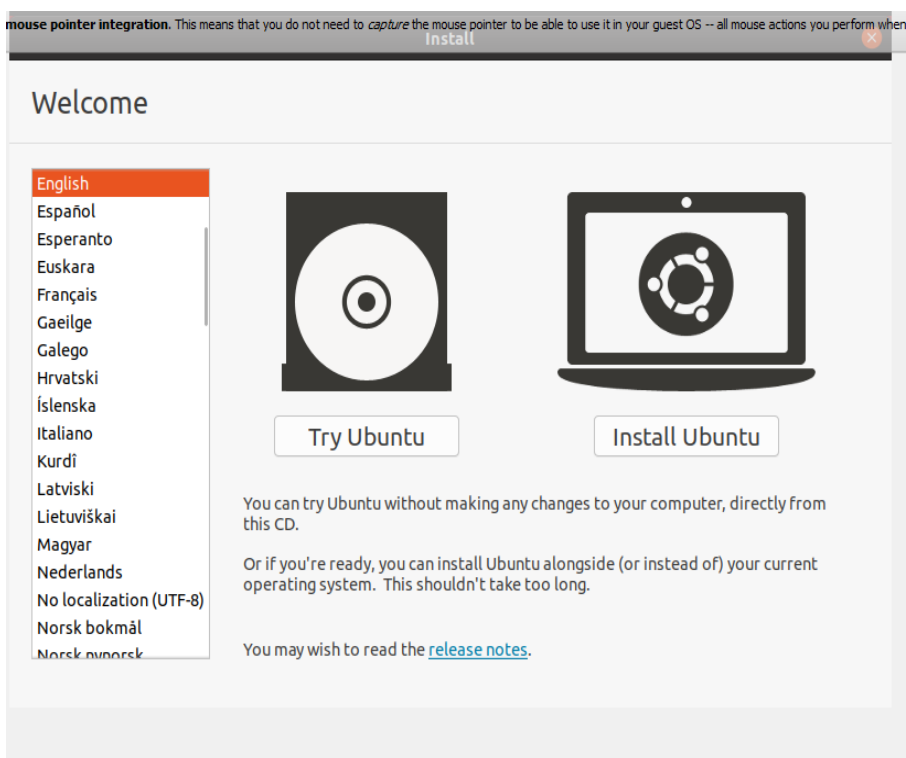 mouse pointer integration. This means that you do not need to capture the mouse pointer to be able to use it in your guest OS -- all mouse actions you perform when
Install
Welcome
English
Español
Esperanto
Euskara
Français
Gaeilge
Galego
Hrvatski
Íslenska
Italiano
Kurdî
Latviski
Lietuviškai
Magyar
Nederlands
No localization (UTF-8)
Norsk bokmål
Norsk nynorsk
Try Ubuntu
Install Ubuntu
You can try Ubuntu without making any changes to your computer, directly from
this CD.
Or if you're ready, you can install Ubuntu alongside (or instead of) your current
operating system. This shouldn't take too long.
You may wish to read the release notes.